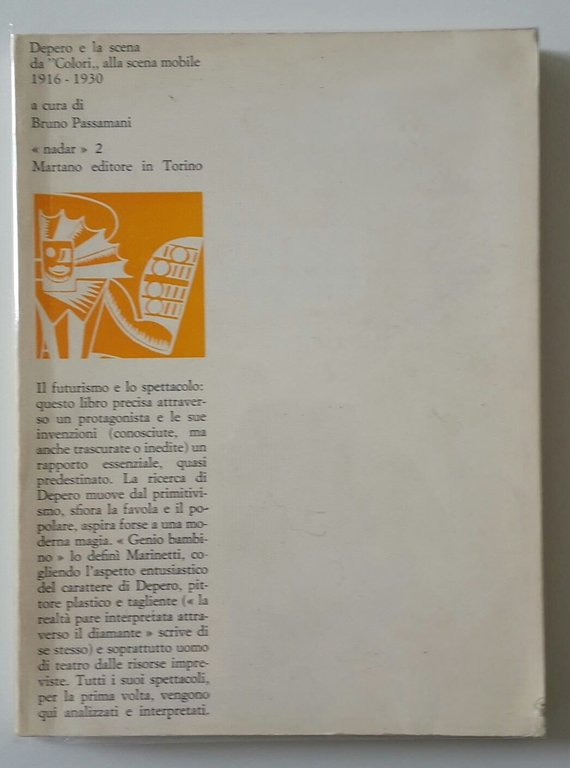 Depero e la scena
da "Colori,, alla scena mobile
1916 - 1930
a cura di
Bruno Passamani
« nadar » 2
Martano editore in Torino
Il futurismo e lo spettacolo:
questo libro precisa attraver-
so un protagonista e le sue
invenzioni (conosciute, ma
anche trascurate o inedite) un
rapporto essenziale, quasi
predestinato. La ricerca di
Depero muove dal primitivi-
smo, sfiora la favola e il po-
polare, aspira forse a una mo-
derna magia. « Genio bambi-
no » lo definì Marinetti, co-
gliendo l'aspetto entusiastico
del carattere di Depero, pit-
tore plastico e tagliente (« la
realtà pare interpretata attra-
verso il diamante » scrive di
se stesso) e soprattutto uomo
di teatro dalle risorse impre-
viste. Tutti i suoi spettacoli,
per la prima volta, vengono
qui analizzati e interpretati.